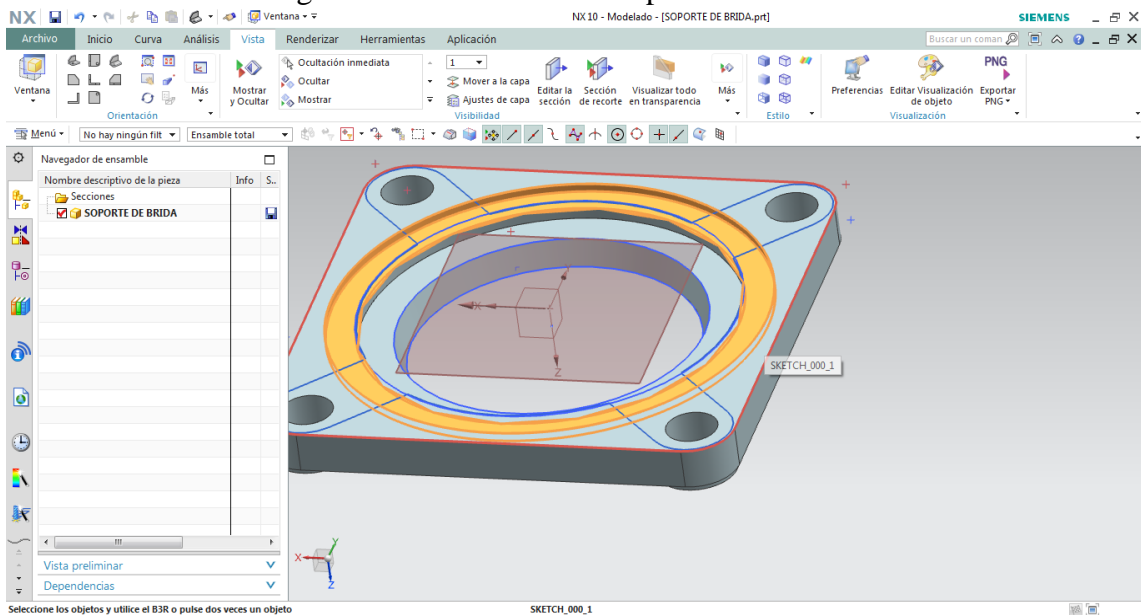 NX Ventana NX 10 - Modelado - [SOPORTE DE BRIDA.prt] SIEMENS
Archivo Inicio Curva Análisis Vista Renderizar Herramientas Aplicación Buscar un coman
Ventana
Orientación
Más
Mostrar
y Ocultar
Ocultación inmediata
Ocultar
Mostrar
1
Mover a la capa
Ajustes de capa
Editar la
sección
Sección
de recorte
Visualizar todo
en transparencia
Más
Visibilidad
Estilo
Preferencias
Editar Visualización
de objeto
PNG
Exportar
PNG
Visualización
Menú No hay ningún filt Ensamble total
Navegador de ensamble
Nombre descriptivo de la pieza Info S..
Secciones
SOPORTE DE BRIDA
X
Z
SKETCH_000_1
X
Y
Z
Vista preliminar
Dependencias
Seleccione los objetos y utilice el B3R o pulse dos veces un objeto SKETCH_000_1